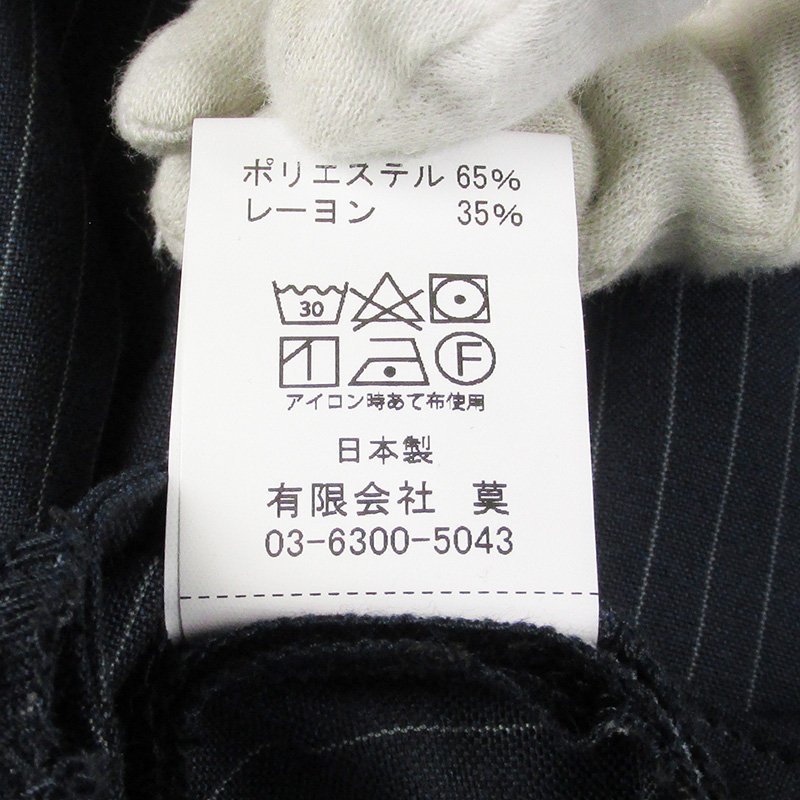 ポリエステル 65%
レーヨン 35%
30
F
アイロン時あて布使用
日本製
有限会社 莫
03-6300-5043